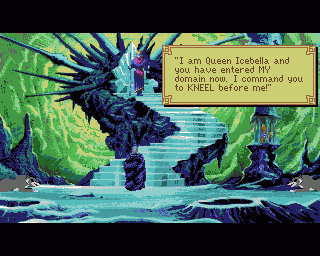 "I am Queen Icebella and
you have entered MY
domain now. I command you
to KNEEL before me!"